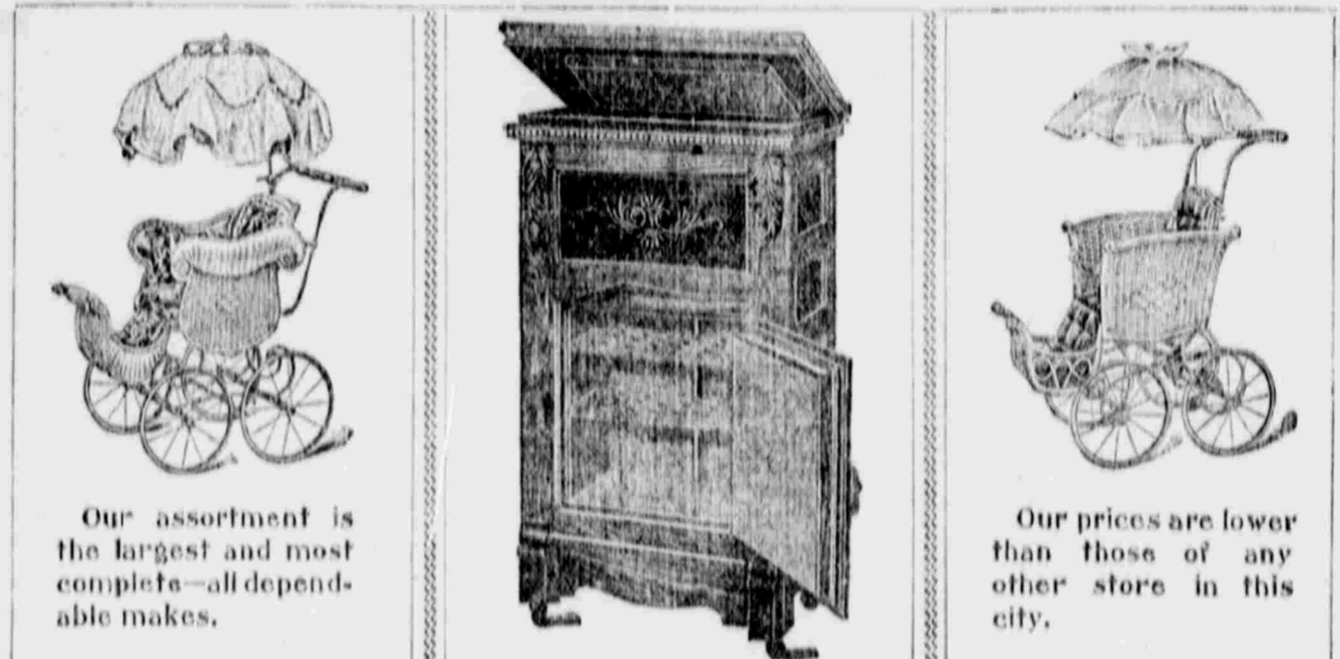 Our assortment is
the largest and most
complete—all depend-
able makes.
Our prices are lower
than those of any
other store in this
city.